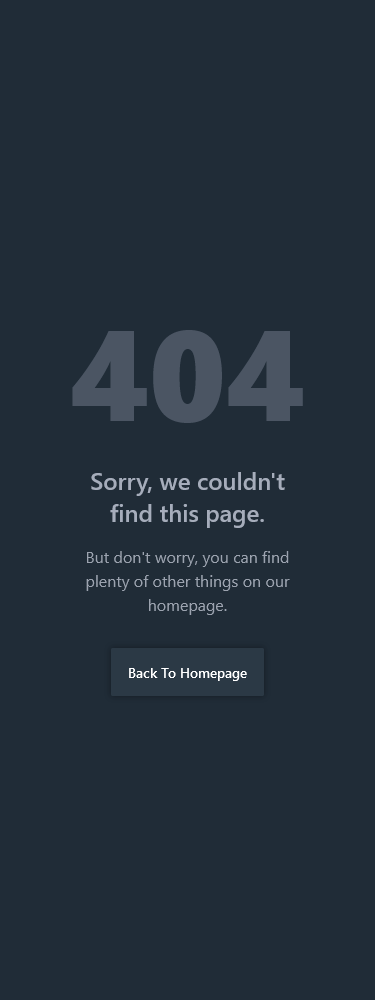 404
Sorry, we couldn't
find this page.
But don't worry, you can find
plenty of other things on our
homepage.
Back To Homepage